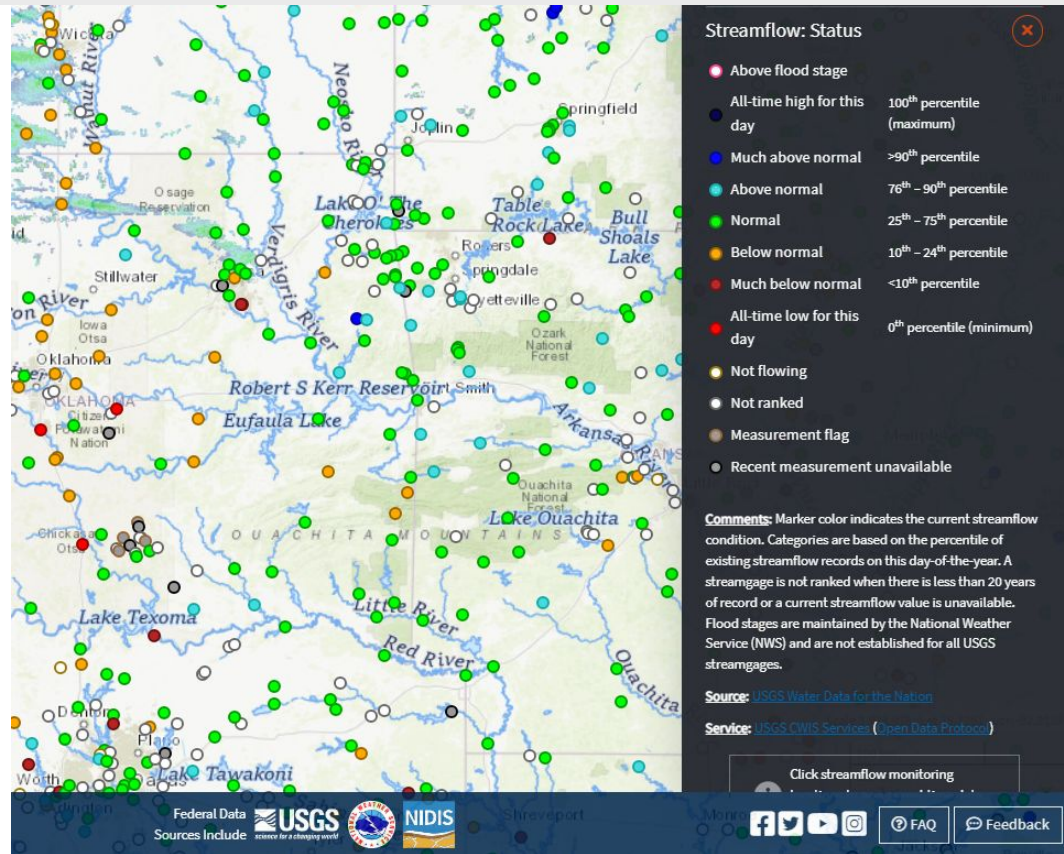 Wichita
Walnut River
Neosho River
Joplin
Springfield
Osage
Reservation
Lake O' The
Cherokees
Table
Rock Lake
Bull
Shoals
Lake
Verdigris River
Rogers
Springdale
Fayetteville
Stillwater
Iowa
Otsa
Oklahoma
Ozark
National
Forest
Robert S Kerr Reservoir
Fort Smith
OKLAHOMA
Citizen
Potawatomi
Nation
Eufaula Lake
Arkansas River
Ouachita
National
Forest
Lake Ouachita
Chickasaw
Otsa
OUACHITA MOUNTAINS
Lake Texoma
Little River
Red River
Ouachita
Denton
Plano
Worth
Dallas
Lake Tawakoni
Arlington
Shreveport
Streamflow: Status
Above flood stage
All-time high for this day 100th percentile (maximum)
Much above normal >90th percentile
Above normal 76th – 90th percentile
Normal 25th – 75th percentile
Below normal 10th – 24th percentile
Much below normal <10th percentile
All-time low for this day 0th percentile (minimum)
Not flowing
Not ranked
Measurement flag
Recent measurement unavailable
Comments: Marker color indicates the current streamflow
condition. Categories are based on the percentile of
existing streamflow records on this day-of-the-year. A
streamgage is not ranked when there is less than 20 years
of record or a current streamflow value is unavailable.
Flood stages are maintained by the National Weather
Service (NWS) and are not established for all USGS
streamgages.
Source: USGS Water Data for the Nation
Service: USGS CWIS Services (Open Data Protocol)
Click streamflow monitoring
Federal Data
Sources Include
USGS
science for a changing world
NIDIS
FAQ
Feedback